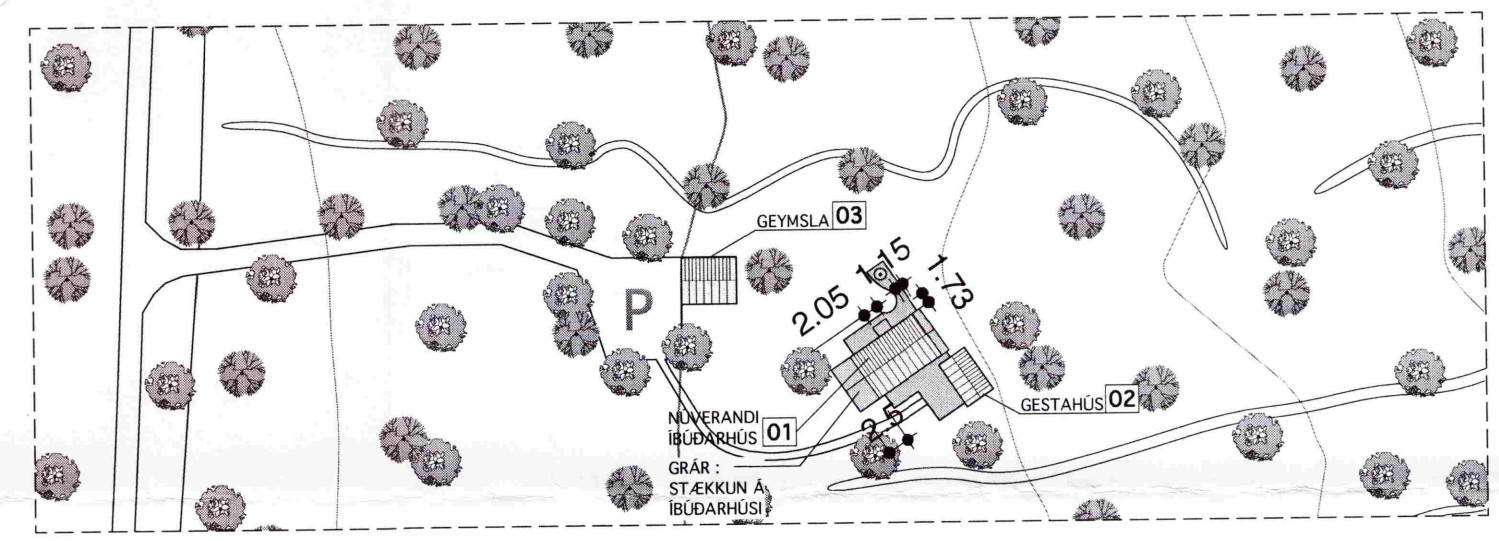 GEYMSLA 03
1.15
1.73
2.05
P
GESTAHÚS 02
2.5
NÚVERANDI
ÍBÚÐARHÚS 01
GRÁR :
STÆKKUN Á
ÍBÚÐARHÚSI